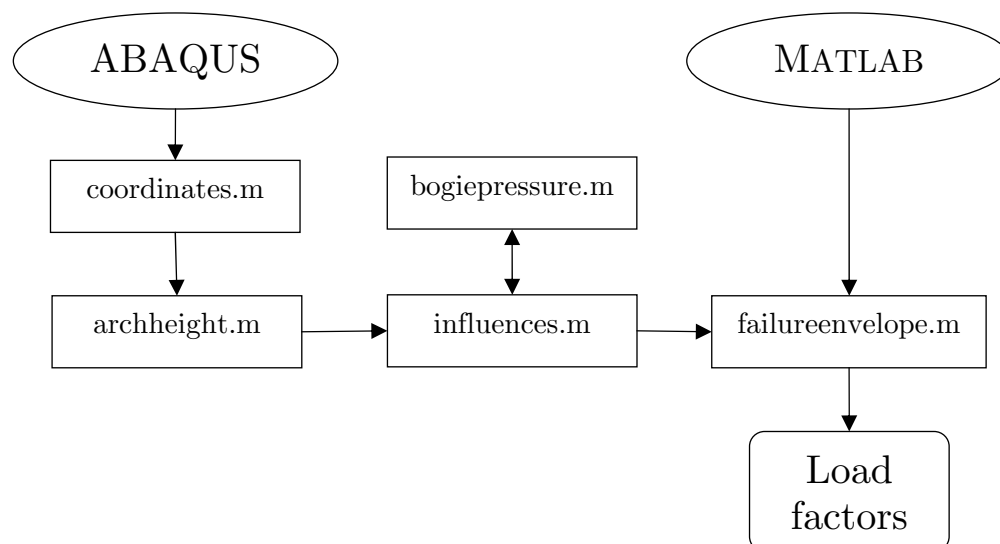 ABAQUS
MATLAB
coordinates.m
bogiepressure.m
archheight.m
influences.m
failureenvelope.m
Load
factors